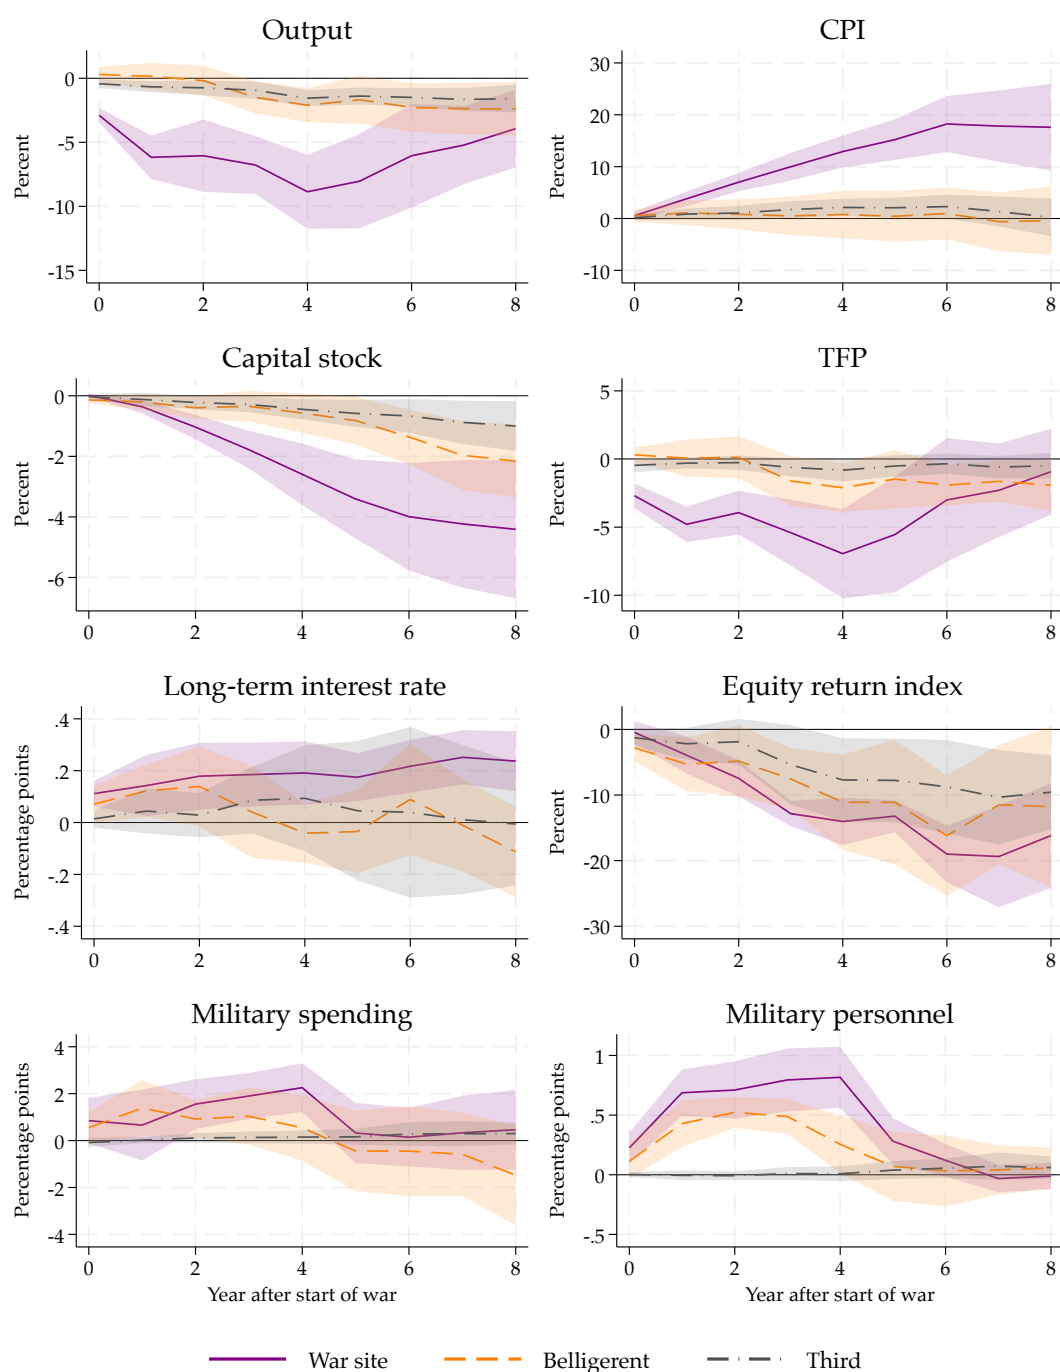 Output
CPI
Percent
0
-5
-10
-15
0 2 4 6 8
Percent
30
20
10
0
-10
0 2 4 6 8
Capital stock
TFP
Percent
0
-2
-4
-6
0 2 4 6 8
Percent
5
0
-5
-10
0 2 4 6 8
Long-term interest rate
Equity return index
Percentage points
.4
.2
0
-.2
-.4
0 2 4 6 8
Percent
0
-10
-20
-30
0 2 4 6 8
Military spending
Military personnel
Percentage points
4
2
0
-2
-4
0 2 4 6 8
Year after start of war
Percentage points
1
.5
0
-.5
0 2 4 6 8
Year after start of war
War site Belligerent Third